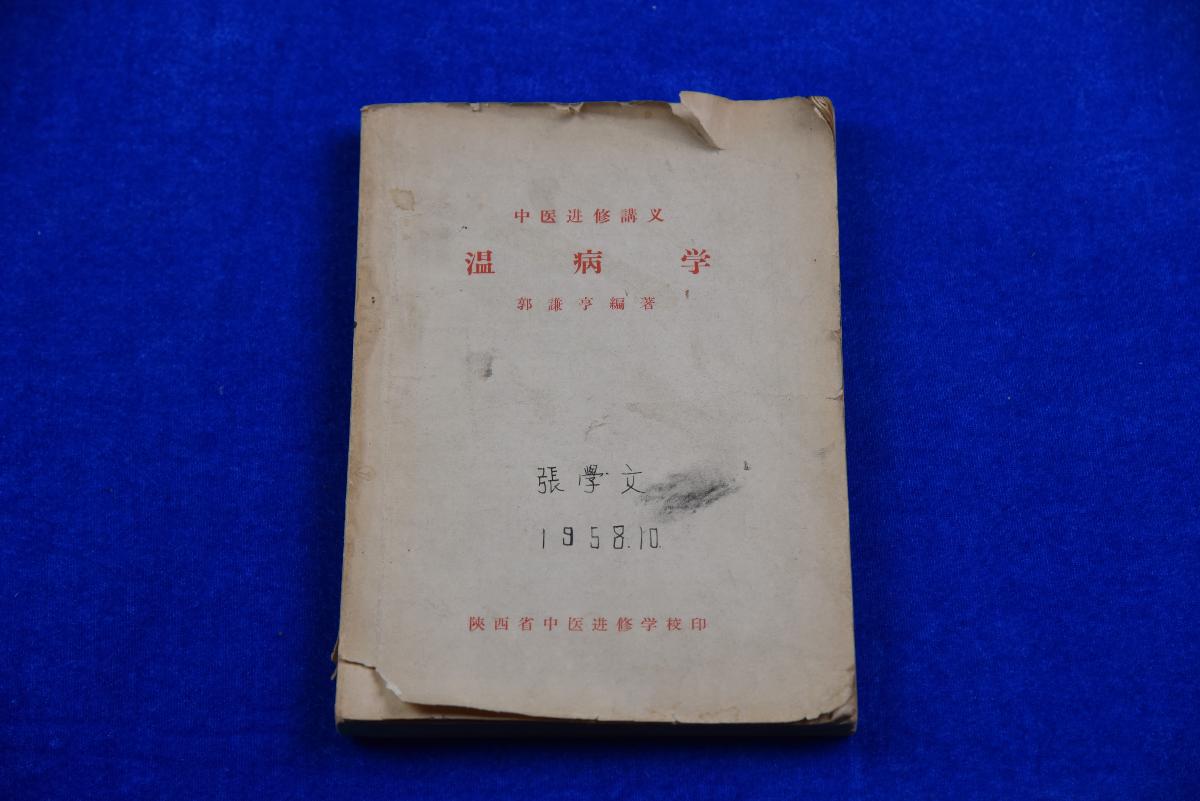 中医进修講义
温病学
郭謙亨編著
張學文
1958.10.
陝西省中医进修学校印